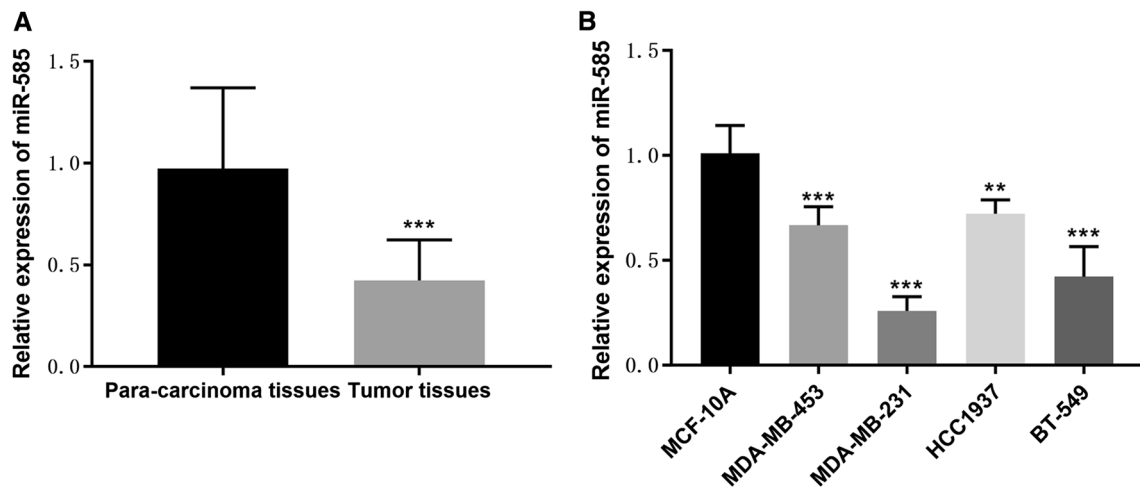 A
Relative expression of miR-585
1.5
1.0
0.5
0.0
***
Para-carcinoma tissues
Tumor tissues
B
Relative expression of miR-585
1.5
1.0
0.5
0.0
***
***
**
***
MCF-10A
MDA-MB-453
MDA-MB-231
HCC1937
BT-549